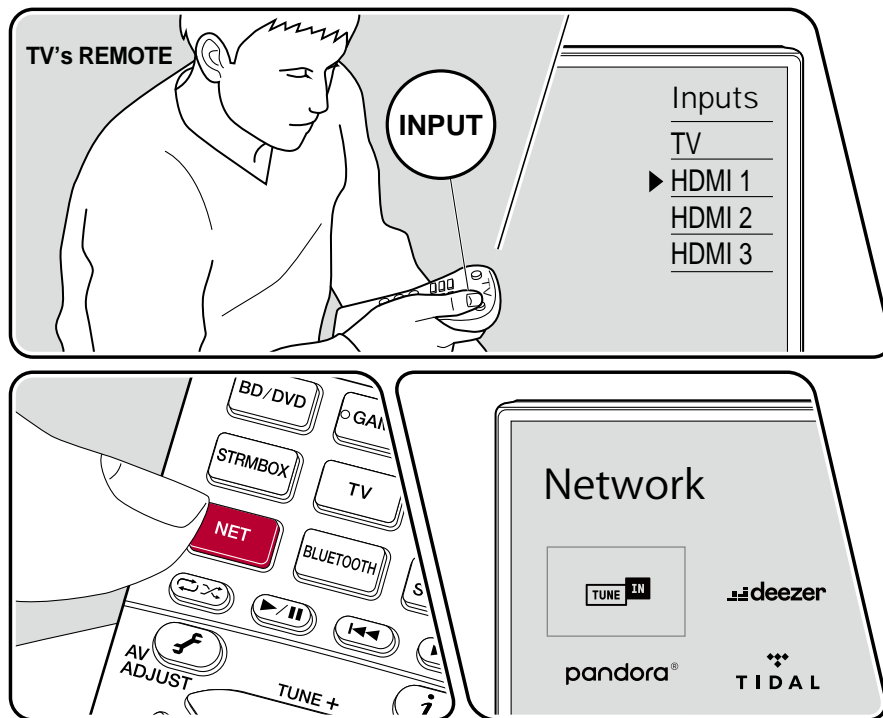 TV's REMOTE
INPUT
TV
Inputs
TV
HDMI 1
HDMI 2
HDMI 3
BD/DVD
STRMBOX
TV
NET
BLUETOOTH
AV
ADJUST
TUNE +
i
Network
TUNE IN
deezer
pandora®
TIDAL